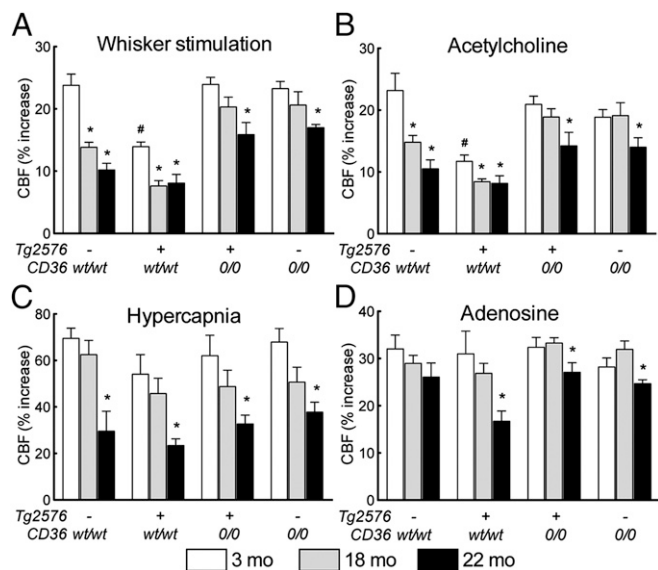 A
Whisker stimulation
30
20
10
0
CBF (% increase)
* * # * * * *
Tg2576 - + + -
CD36 wt/wt wt/wt 0/0 0/0
B
Acetylcholine
30
20
10
0
CBF (% increase)
* * # * * * *
Tg2576 - + + -
CD36 wt/wt wt/wt 0/0 0/0
C
Hypercapnia
80
60
40
20
0
CBF (% increase)
* * * *
Tg2576 - + + -
CD36 wt/wt wt/wt 0/0 0/0
D
Adenosine
40
30
20
10
0
CBF (% increase)
* * *
Tg2576 - + + -
CD36 wt/wt wt/wt 0/0 0/0
3 mo 18 mo 22 mo